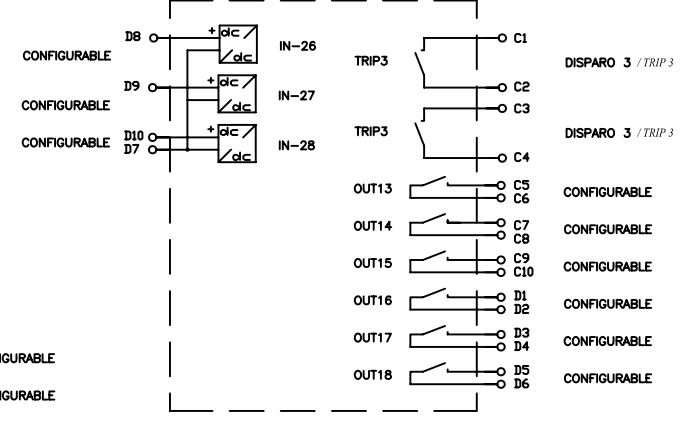 D8 + dc / dc IN-26
CONFIGURABLE
D9 + dc / dc IN-27
CONFIGURABLE
D10 + dc / dc IN-28
CONFIGURABLE
D7
TRIP3 C1 C2 DISPARO 3 / TRIP 3
TRIP3 C3 C4 DISPARO 3 / TRIP 3
OUT13 C5 C6 CONFIGURABLE
OUT14 C7 C8 CONFIGURABLE
OUT15 C9 C10 CONFIGURABLE
OUT16 D1 D2 CONFIGURABLE
OUT17 D3 D4 CONFIGURABLE
OUT18 D5 D6 CONFIGURABLE
IGURABLE
IGURABLE